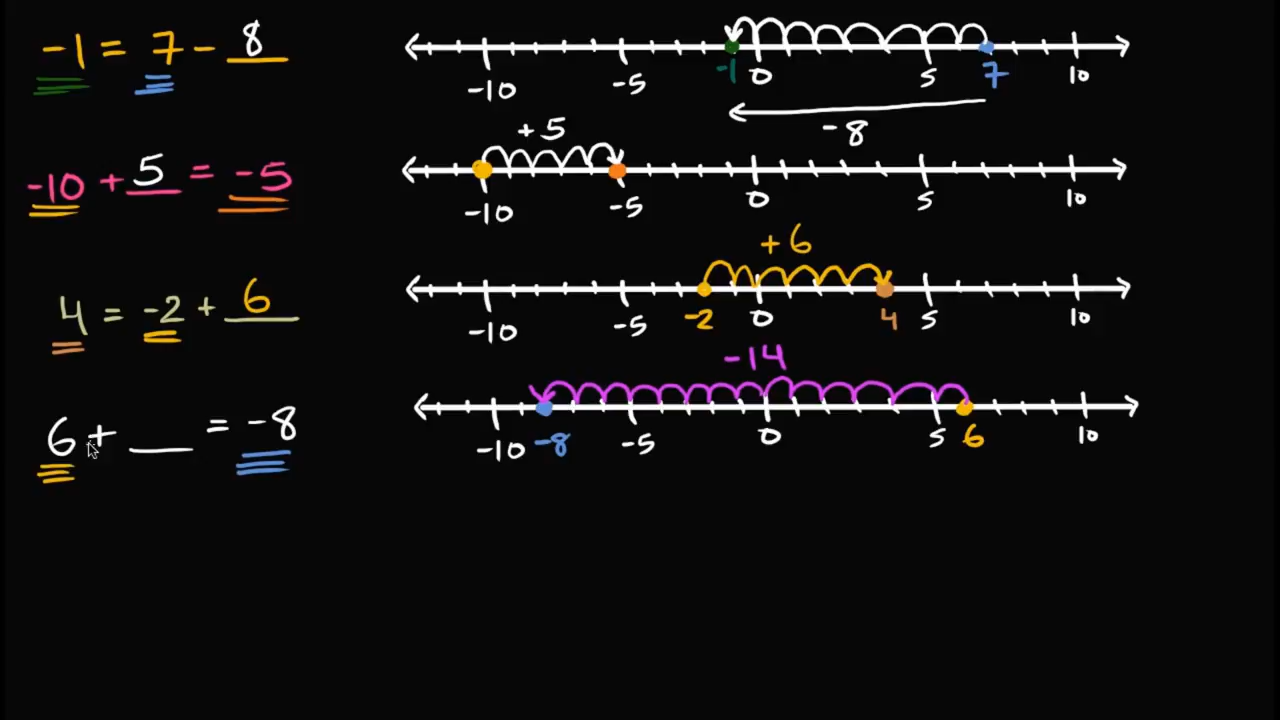 -1 = 7 - 8
-10 -5 0 5 10
-1 7
-8
-10 + 5 = -5
+5
-10 -5 0 5 10
4 = -2 + 6
+6
-10 -5 -2 0 4 5 10
6 + __ = -8
-14
-10 -8 -5 0 5 6 10